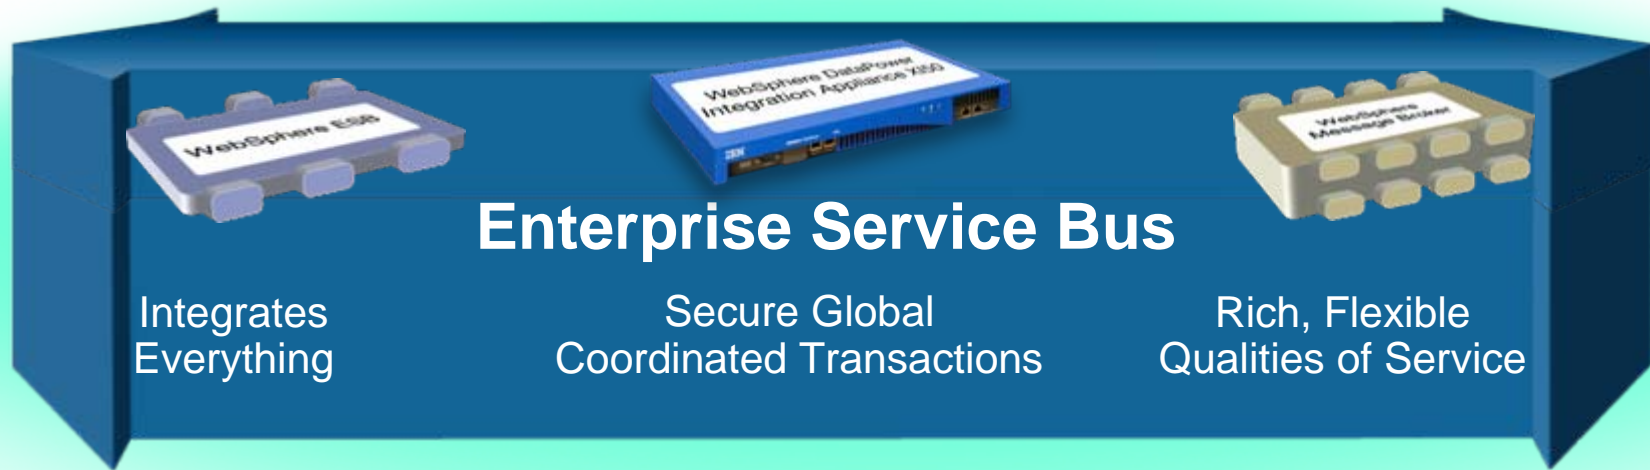 WebSphere ESB
WebSphere DataPower
Integration Appliance XI50
IBM
WebSphere
Message Broker
Enterprise Service Bus
Integrates
Everything
Secure Global
Coordinated Transactions
Rich, Flexible
Qualities of Service